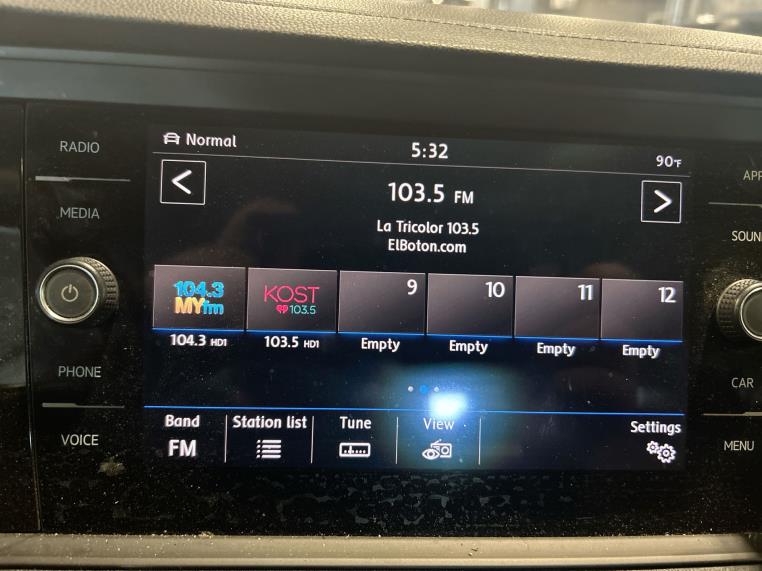 RADIO
MEDIA
PHONE
VOICE
Normal
5:32
90°F
103.5 FM
La Tricolor 103.5
ElBoton.com
104.3
MYfm
104.3 HD1
KOST
103.5
103.5 HD1
9
Empty
10
Empty
11
Empty
12
Empty
Band
FM
Station list
Tune
View
Settings
APP
SOUN
CAR
MENU